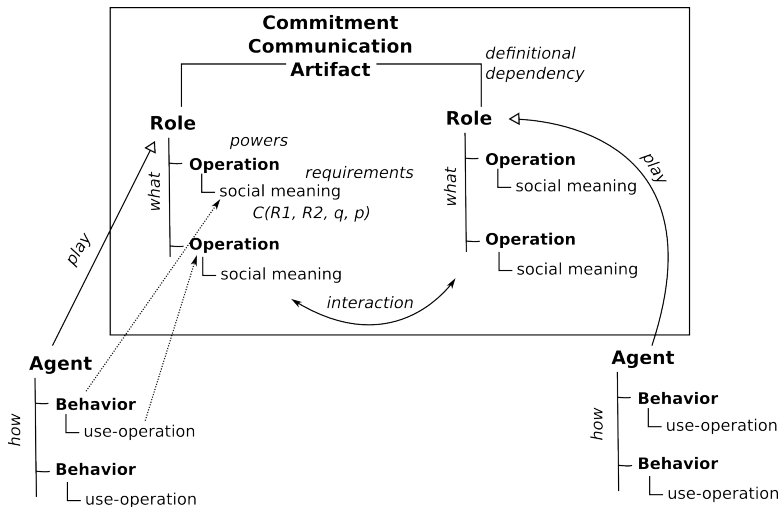 Commitment
Communication
Artifact
definitional
dependency
Role
powers
what
Operation
requirements
social meaning
C(R1, R2, q, p)
Operation
social meaning
Role
what
Operation
social meaning
Operation
social meaning
interaction
play
play
Agent
how
Behavior
use-operation
Behavior
use-operation
Agent
how
Behavior
use-operation
Behavior
use-operation